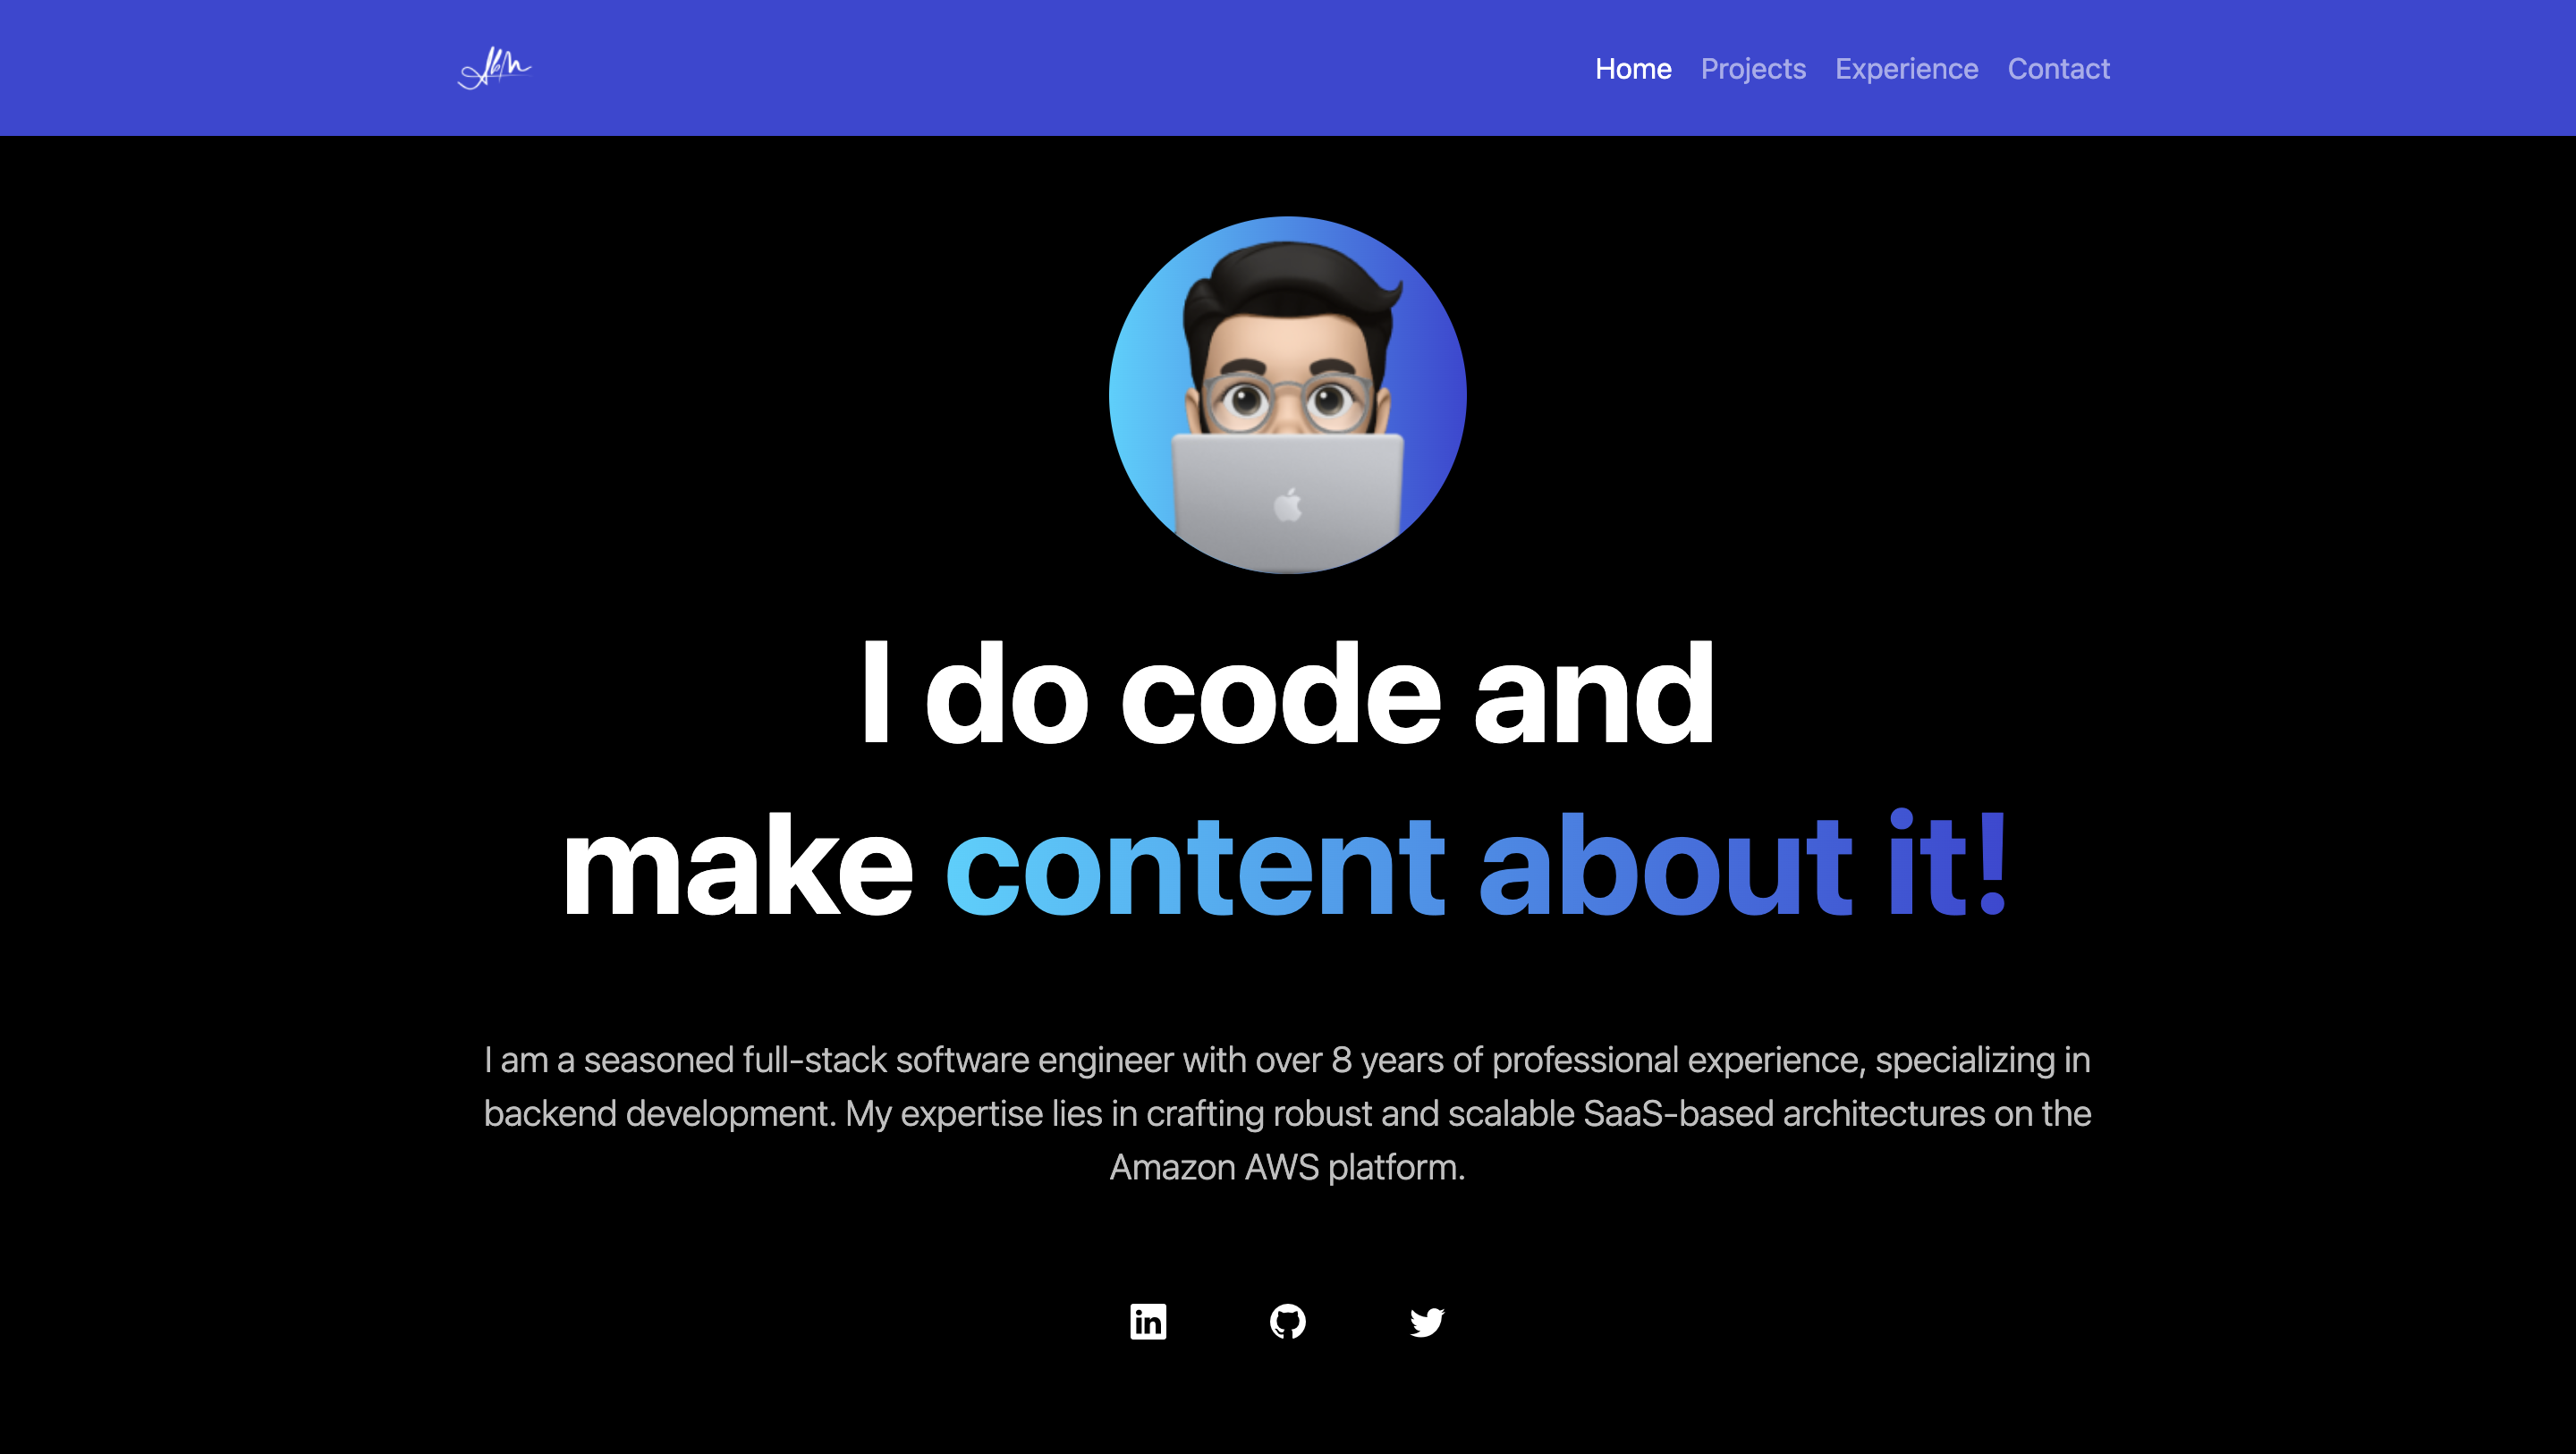 Home Projects Experience Contact
I do code and
make content about it!
I am a seasoned full-stack software engineer with over 8 years of professional experience, specializing in
backend development. My expertise lies in crafting robust and scalable SaaS-based architectures on the
Amazon AWS platform.
in